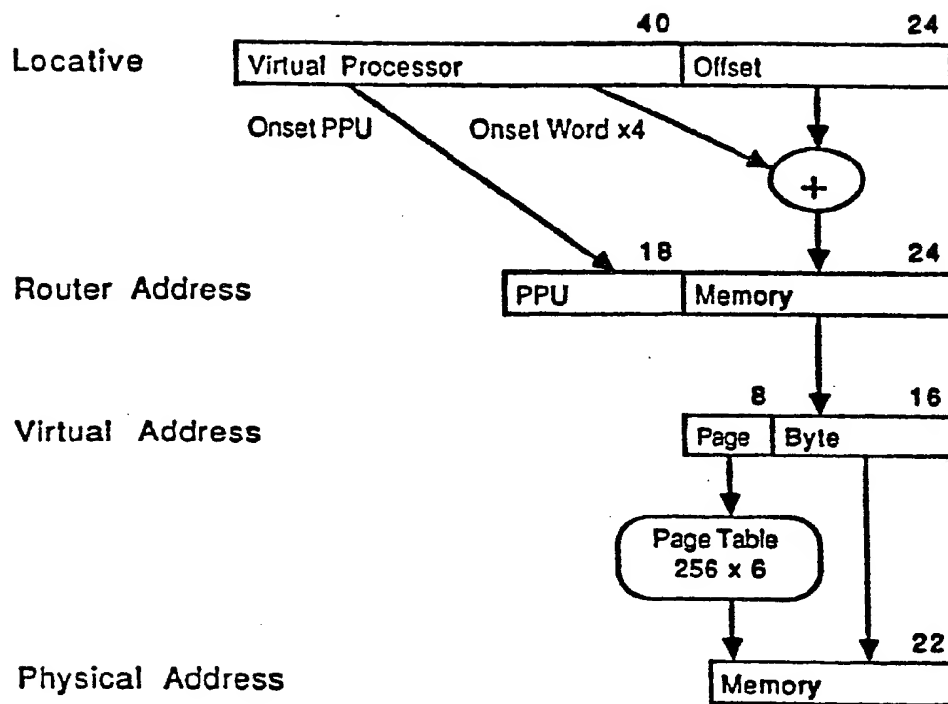 40 24
Locative Virtual Processor Offset
Onset PPU Onset Word x4
+
18 24
Router Address PPU Memory
8 16
Virtual Address Page Byte
Page Table
256 x 6
22
Physical Address Memory